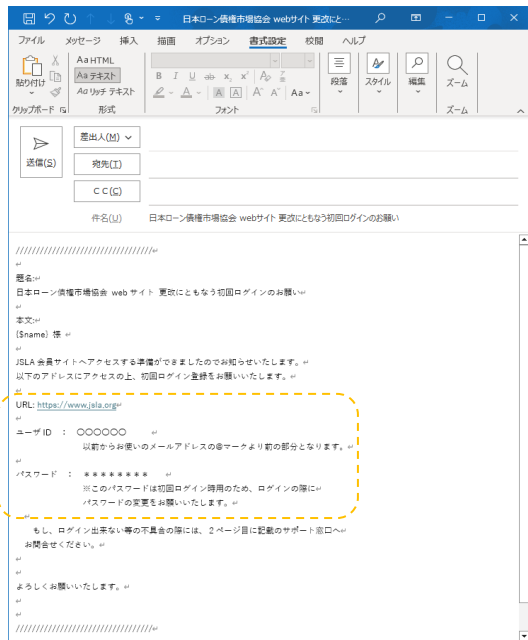 日本ローン債権市場協会 webサイト 更改にと…
ファイル メッセージ 挿入 描画 オプション 書式設定 校閲 ヘルプ
貼り付け
Aa HTML
Aa テキスト
Aa リッチ テキスト
B I U ab x₂ x² A
A A A A^ A˅ Aa
段落 スタイル 編集 ズーム
クリップボード 形式 フォント ズーム
送信(S)
差出人(M)
宛先(T)
C C (C)
件名(U) 日本ローン債権市場協会 webサイト 更改にともなう初回ログインのお願い
//////////////////////////////////
題名:
日本ローン債権市場協会 web サイト 更改にともなう初回ログインのお願い
本文:
{$name} 様
JSLA 会員サイトへアクセスする準備ができましたのでお知らせいたします。
以下のアドレスにアクセスの上、初回ログイン登録をお願いいたします。
URL: https://www.jsla.org
ユーザ ID : 〇〇〇〇〇〇
以前からお使いのメールアドレスの@マークより前の部分となります。
パスワード : ＊＊＊＊＊＊＊＊
※このパスワードは初回ログイン時用のため、ログインの際に
パスワードの変更をお願いいたします。
もし、ログイン出来ない等の不具合の際には、２ページ目に記載のサポート窓口へ
お問合せください。
よろしくお願いいたします。
//////////////////////////////////